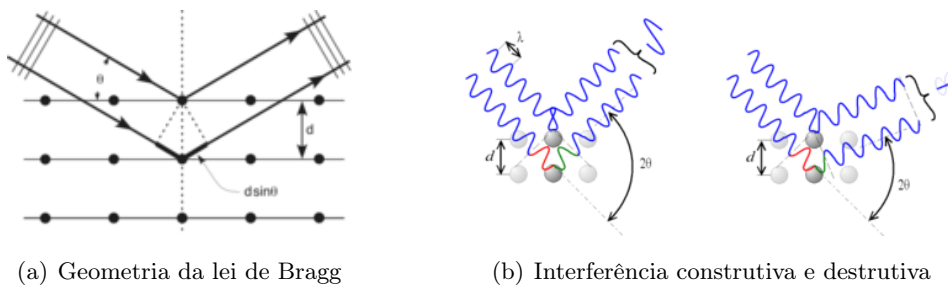 θ
d
dsinθ
(a) Geometria da lei de Bragg
λ
d
2θ
d
2θ
(b) Interferência construtiva e destrutiva